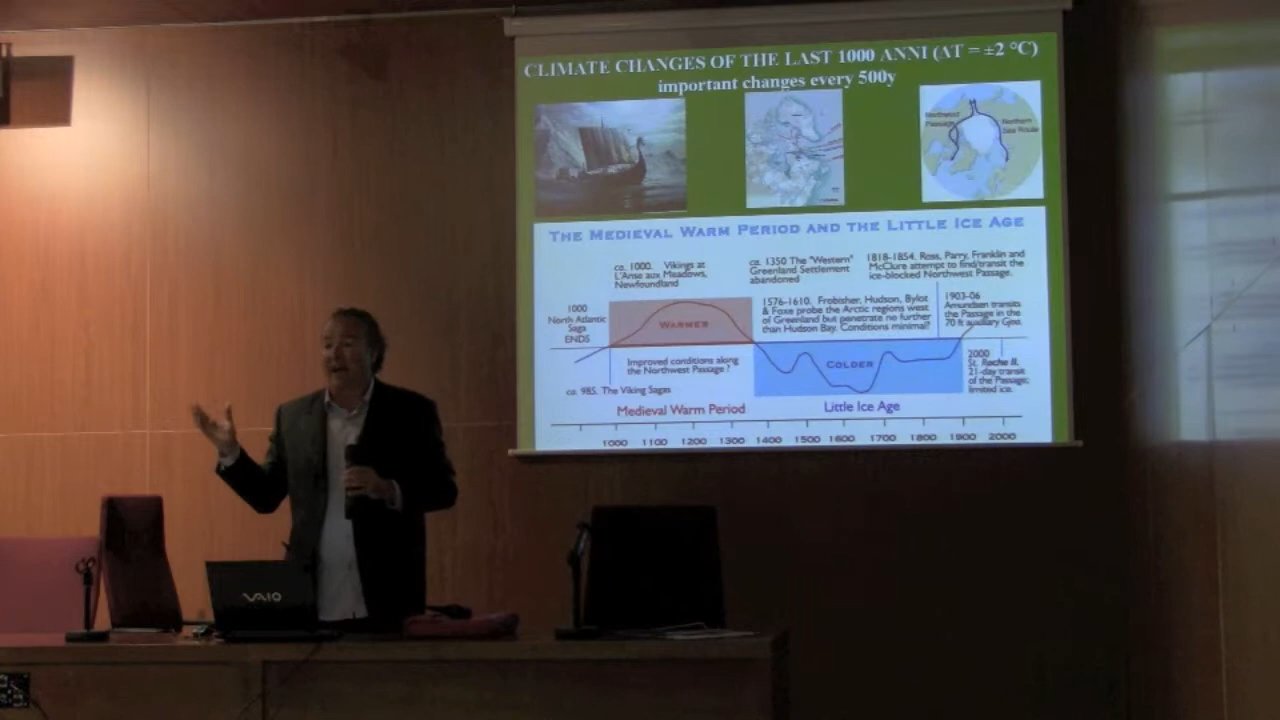 CLIMATE CHANGES OF THE LAST 1000 ANNI (ΔT = ±2 °C)
important changes every 500y
Northwest
Passage
Northern
Sea Route
THE MEDIEVAL WARM PERIOD AND THE LITTLE ICE AGE
ca. 1000. Vikings at
L'Anse aux Meadows,
Newfoundland
ca. 1350 The "Western"
Greenland Settlement
abandoned
1818-1854. Ross, Parry, Franklin and
McClure attempt to find/transit the
ice-blocked Northwest Passage.
1000
North Atlantic
Saga
ENDS
WARMER
1576-1610. Frobisher, Hudson, Bylot
& Foxe probe the Arctic regions west
of Greenland but penetrate no further
than Hudson Bay. Conditions minimal?
1903-06
Amundsen transits
the Passage in the
70 ft auxiliary Gjoa.
Improved conditions along
the Northwest Passage ?
COLDER
2000
St. Roche II.
21-day transit
of the Passage;
limited ice.
ca. 985. The Viking Sagas
Medieval Warm Period
Little Ice Age
1000 1100 1200 1300 1400 1500 1600 1700 1800 1900 2000
VAIO